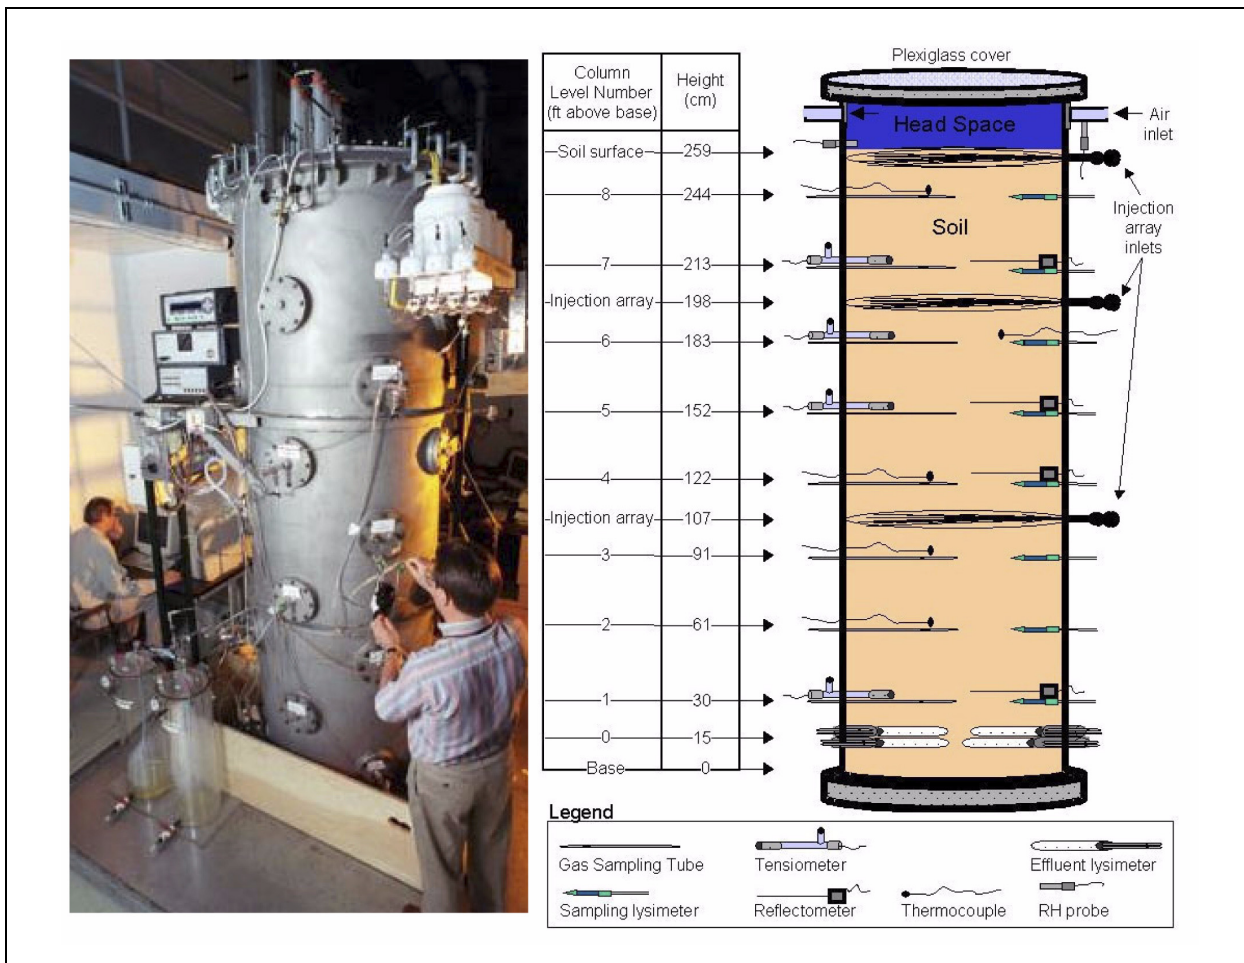 Column
Level Number
(ft above base)
Height
(cm)
Soil surface 259
8 244
7 213
Injection array 198
6 183
5 152
4 122
Injection array 107
3 91
2 61
1 30
0 15
Base 0
Plexiglass cover
Head Space
Air
inlet
Soil
Injection
array
inlets
Legend
Gas Sampling Tube
Tensiometer
Effluent lysimeter
Sampling lysimeter
Reflectometer
Thermocouple
RH probe